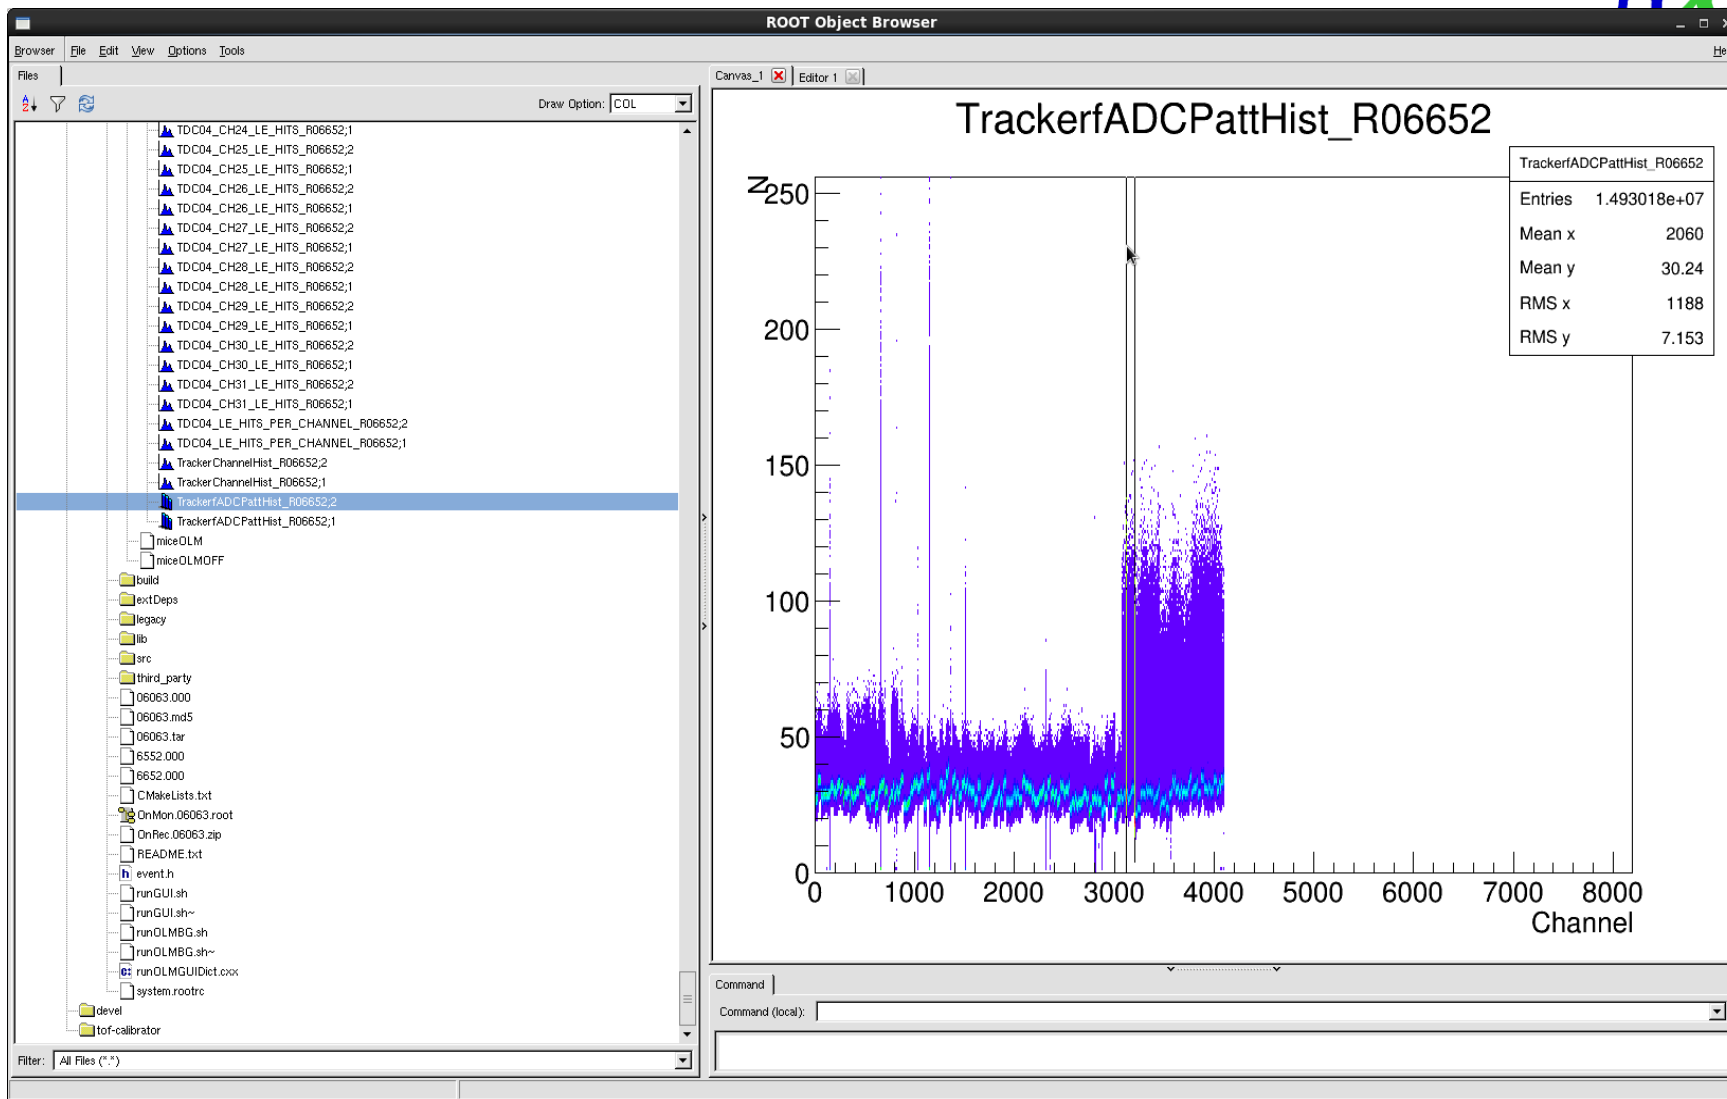 ROOT Object Browser
Browser File Edit View Options Tools He
Files
Draw Option: COL
TDC04_CH24_LE_HITS_R06652;1
TDC04_CH25_LE_HITS_R06652;2
TDC04_CH25_LE_HITS_R06652;1
TDC04_CH26_LE_HITS_R06652;2
TDC04_CH26_LE_HITS_R06652;1
TDC04_CH27_LE_HITS_R06652;2
TDC04_CH27_LE_HITS_R06652;1
TDC04_CH28_LE_HITS_R06652;2
TDC04_CH28_LE_HITS_R06652;1
TDC04_CH29_LE_HITS_R06652;2
TDC04_CH29_LE_HITS_R06652;1
TDC04_CH30_LE_HITS_R06652;2
TDC04_CH30_LE_HITS_R06652;1
TDC04_CH31_LE_HITS_R06652;2
TDC04_CH31_LE_HITS_R06652;1
TDC04_LE_HITS_PER_CHANNEL_R06652;2
TDC04_LE_HITS_PER_CHANNEL_R06652;1
TrackerChannelHist_R06652;2
TrackerChannelHist_R06652;1
TrackerfADCPattHist_R06652;2
TrackerfADCPattHist_R06652;1
miceOLM
miceOLMOFF
build
extDeps
legacy
lib
src
third_party
06063.000
06063.md5
06063.tar
6552.000
6652.000
CMakeLists.txt
OnMon.06063.root
OnRec.06063.zip
README.txt
event.h
runGUI.sh
runGUI.sh~
runOLMBG.sh
runOLMBG.sh~
runOLMGUIDict.cxx
system.rootrc
devel
tof-calibrator
Filter: All Files (*.*)
Canvas_1 Editor 1
TrackerfADCPattHist_R06652
TrackerfADCPattHist_R06652
Entries 1.493018e+07
Mean x 2060
Mean y 30.24
RMS x 1188
RMS y 7.153
N
250
200
150
100
50
0
0 1000 2000 3000 4000 5000 6000 7000 8000
Channel
Command
Command (local):